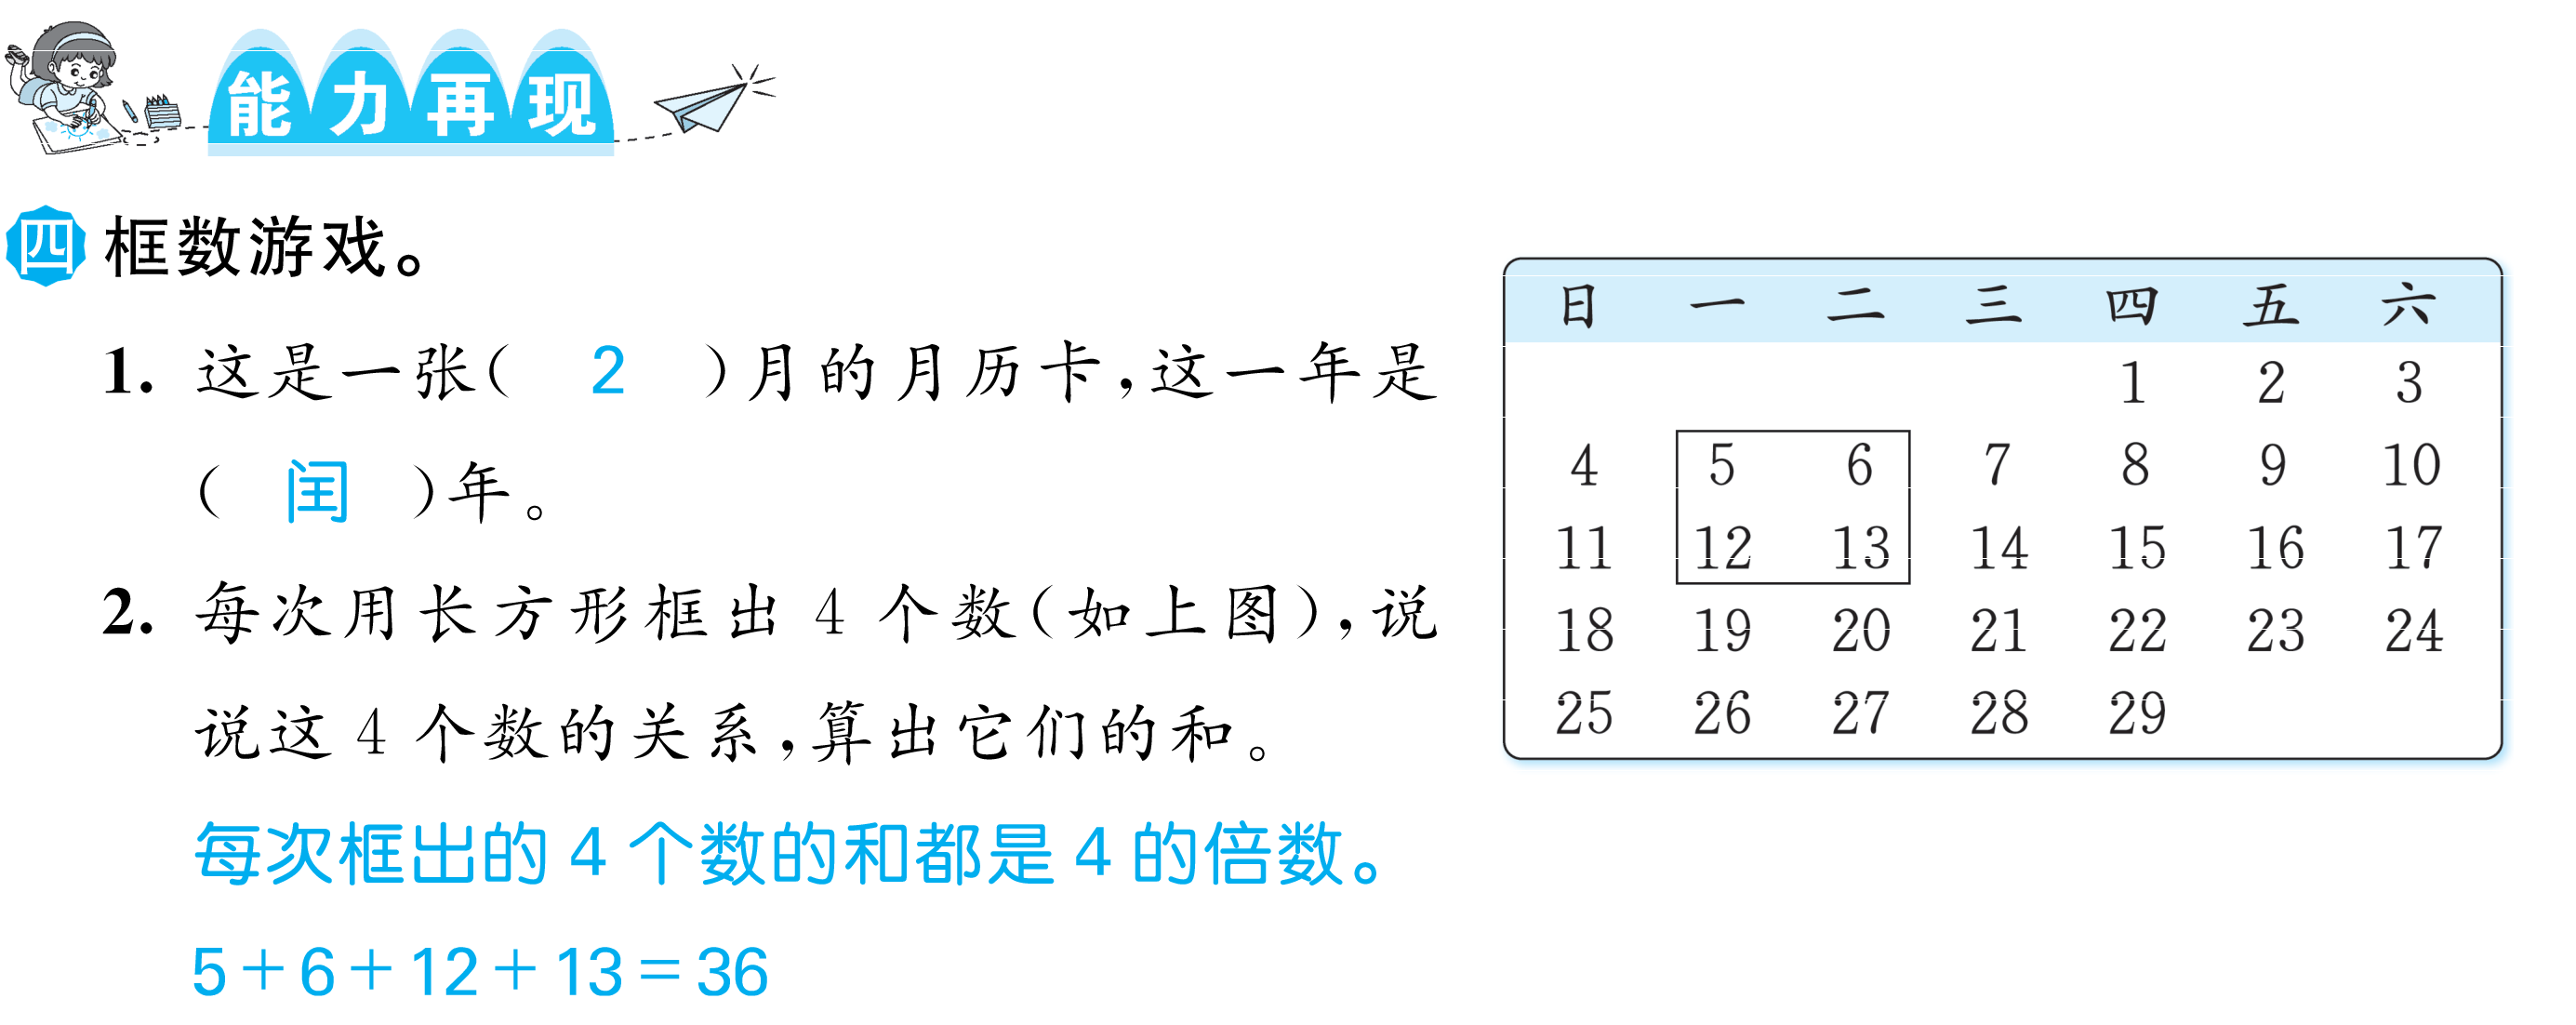 能力再现
四 框数游戏。
1. 这是一张( 2 )月的月历卡,这一年是
( 闰 )年。
2. 每次用长方形框出 4 个数(如上图),说
说这 4 个数的关系,算出它们的和。
每次框出的 4 个数的和都是 4 的倍数。
5+6+12+13=36
日 一 二 三 四 五 六
1 2 3
4 5 6 7 8 9 10
11 12 13 14 15 16 17
18 19 20 21 22 23 24
25 26 27 28 29